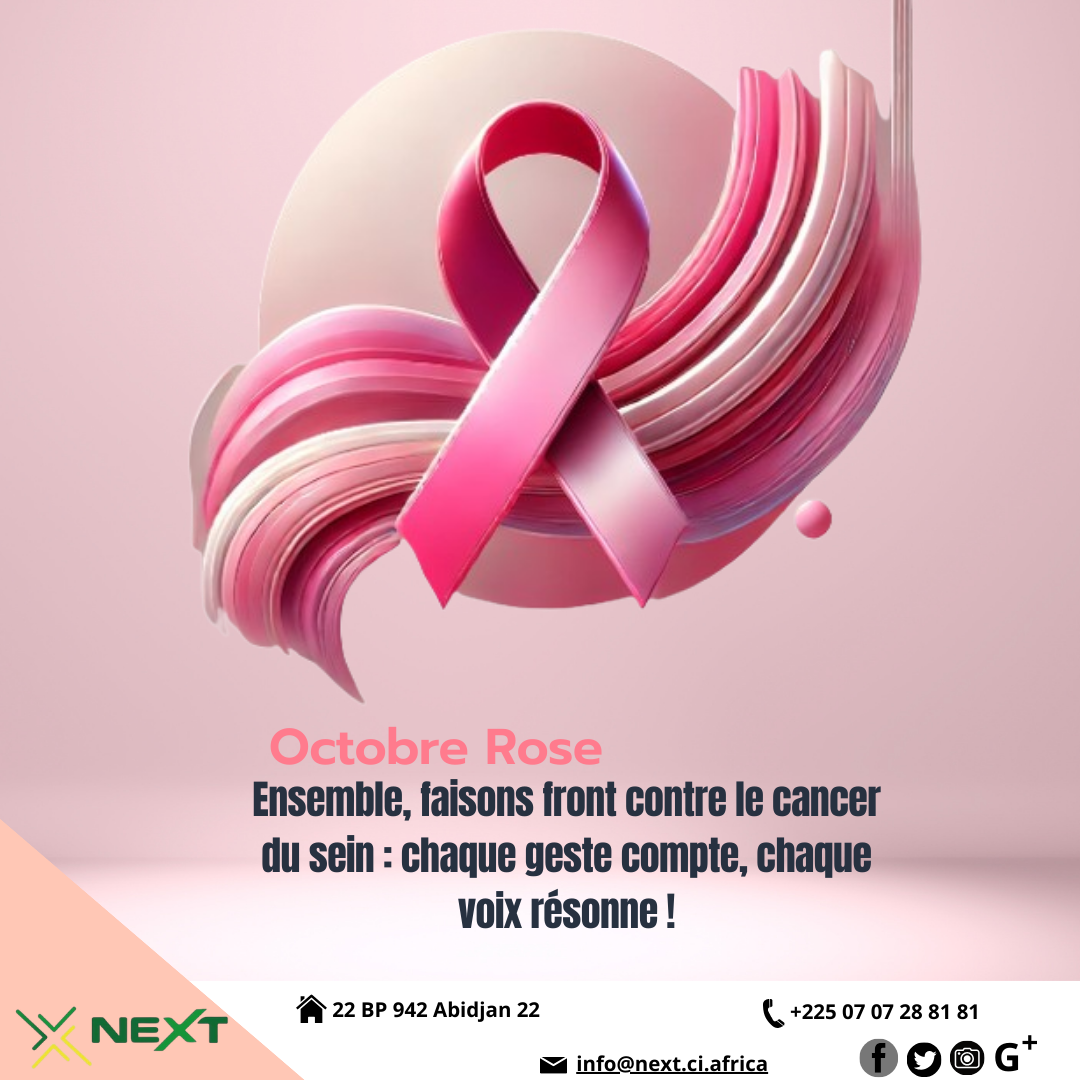 Octobre Rose
Ensemble, faisons front contre le cancer
du sein : chaque geste compte, chaque
voix résonne !
NEXT
22 BP 942 Abidjan 22
+225 07 07 28 81 81
info@next.ci.africa
G+